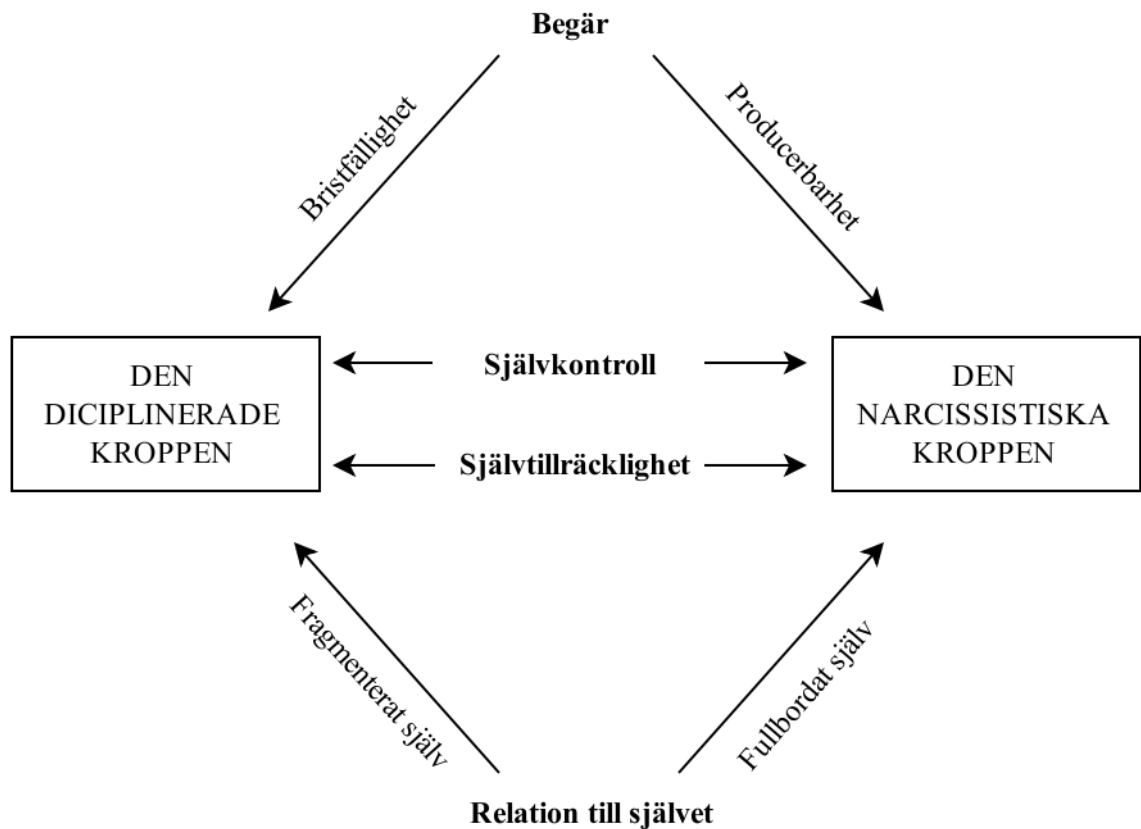 Begär
Bristfällighet
Producerbarhet
DEN
DICIPLINERADE
KROPPEN
Självkontroll
Självtillräcklighet
DEN
NARCISSISTISKA
KROPPEN
Fragmenterat själv
Fullbordat själv
Relation till självet